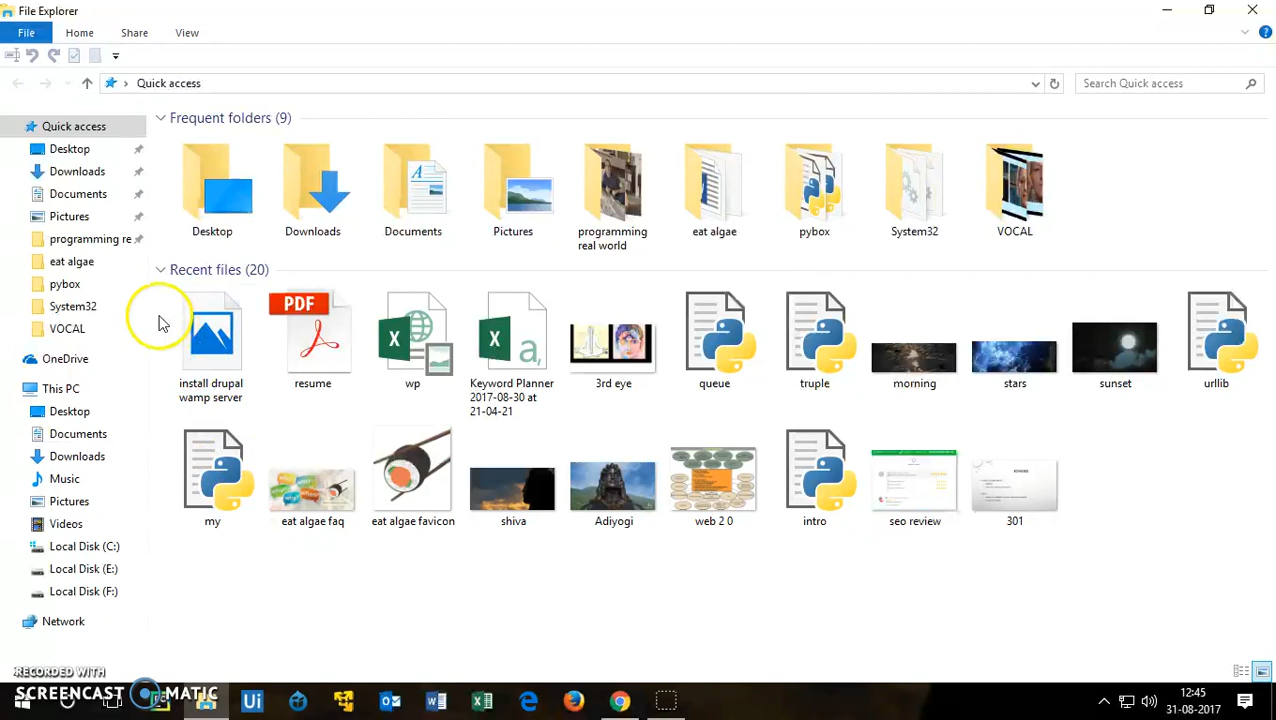 File Explorer
File Home Share View
Quick access Search Quick access
Quick access
Desktop
Downloads
Documents
Pictures
programming re
eat algae
pybox
System32
VOCAL
OneDrive
This PC
Desktop
Documents
Downloads
Music
Pictures
Videos
Local Disk (C:)
Local Disk (E:)
Local Disk (F:)
Network
Frequent folders (9)
Desktop Downloads Documents Pictures programming eat algae pybox System32 VOCAL
real world
Recent files (20)
PDF
install drupal resume wp Keyword Planner 3rd eye queue truple morning stars sunset urllib
wamp server 2017-08-30 at
21-04-21
my eat algae faq eat algae favicon shiva Adiyogi web 2 0 intro seo review 301
RECORDED WITH
SCREENCAST MATIC
12:45
31-08-2017